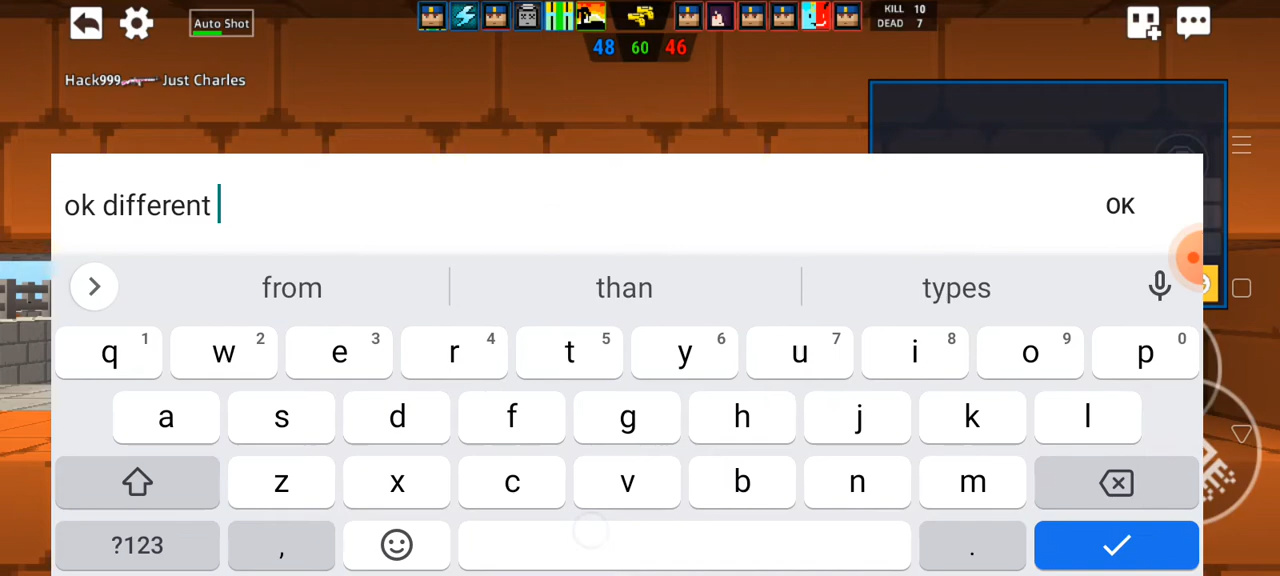 Auto Shot
KILL 10
DEAD 7
48 60 46
Hack999 Just Charles
ok different
OK
from than types
q 1 w 2 e 3 r 4 t 5 y 6 u 7 i 8 o 9 p 0
a s d f g h j k l
z x c v b n m
?123 , .